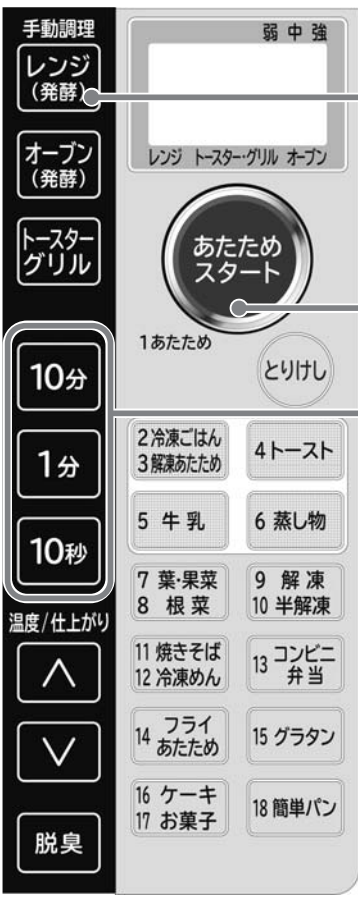 手動調理
レンジ
(発酵)
オーブン
(発酵)
トースター
グリル
10分
1分
10秒
温度/仕上がり
脱臭
弱 中 強
レンジ トースター・グリル オーブン
あたため
スタート
1あたため
とりけし
2冷凍ごはん
3解凍あたため
4トースト
5 牛乳
6 蒸し物
7 葉・果菜
8 根菜
9 解凍
10 半解凍
11 焼きそば
12 冷凍めん
13 コンビニ
弁当
14 フライ
あたため
15 グラタン
16 ケーキ
17 お菓子
18 簡単パン